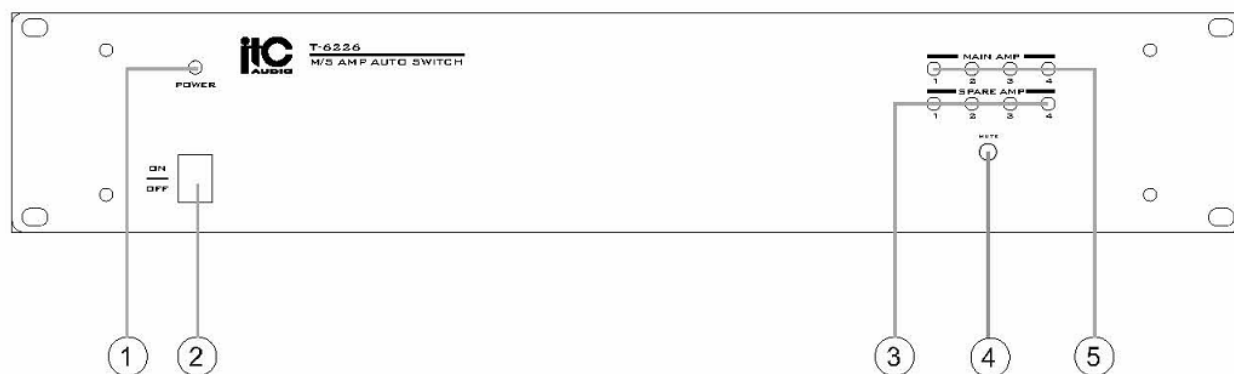 itC
AUDIO
T-6226
M/S AMP AUTO SWITCH
POWER
ON
OFF
MAIN AMP
1 2 3 4
SPARE AMP
1 2 3 4
MUTE
1 2 3 4 5